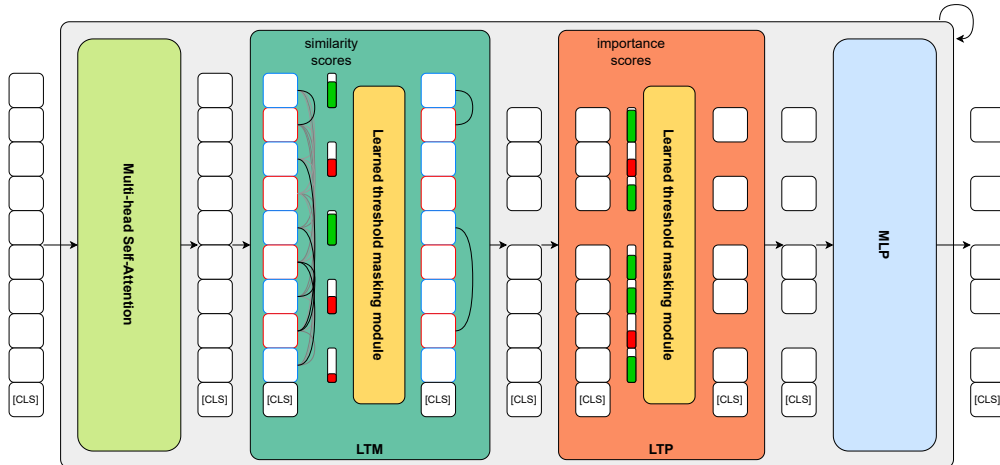 similarity
scores
importance
scores
Multi-head Self-Attention
Learned threshold masking module
Learned threshold masking module
MLP
[CLS]
[CLS]
[CLS]
[CLS]
[CLS]
[CLS]
[CLS]
[CLS]
[CLS]
LTM
LTP